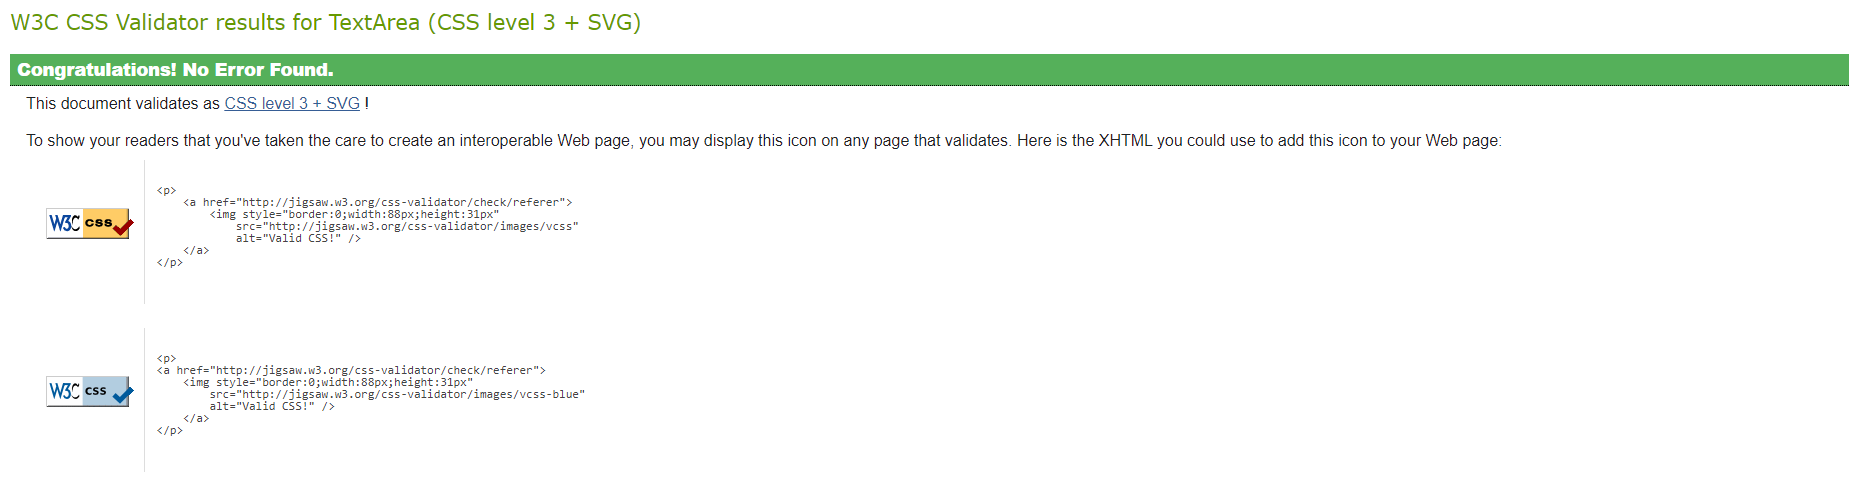 W3C CSS Validator results for TextArea (CSS level 3 + SVG)
Congratulations! No Error Found.
This document validates as CSS level 3 + SVG !
To show your readers that you've taken the care to create an interoperable Web page, you may display this icon on any page that validates. Here is the XHTML you could use to add this icon to your Web page:
W3C css
<p>
    <a href="http://jigsaw.w3.org/css-validator/check/referer">
        <img style="border:0;width:88px;height:31px"
            src="http://jigsaw.w3.org/css-validator/images/vcss"
            alt="Valid CSS!" />
    </a>
</p>
W3C css
<p>
<a href="http://jigsaw.w3.org/css-validator/check/referer">
    <img style="border:0;width:88px;height:31px"
        src="http://jigsaw.w3.org/css-validator/images/vcss-blue"
        alt="Valid CSS!" />
    </a>
</p>